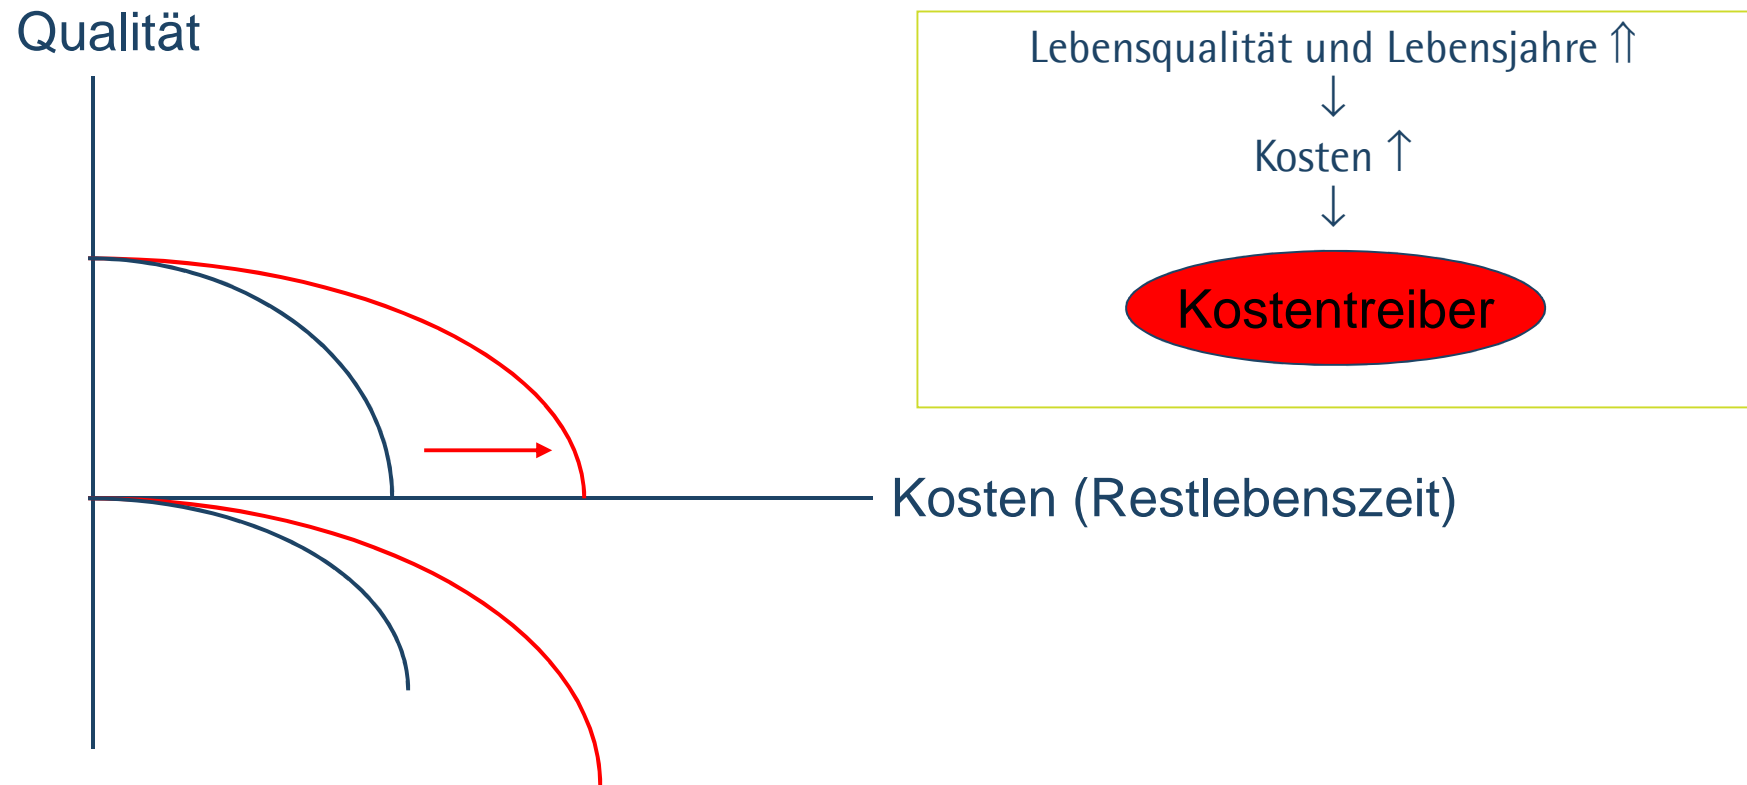 Qualität
Lebensqualität und Lebensjahre ⇑
↓
Kosten ↑
↓
Kostentreiber
Kosten (Restlebenszeit)